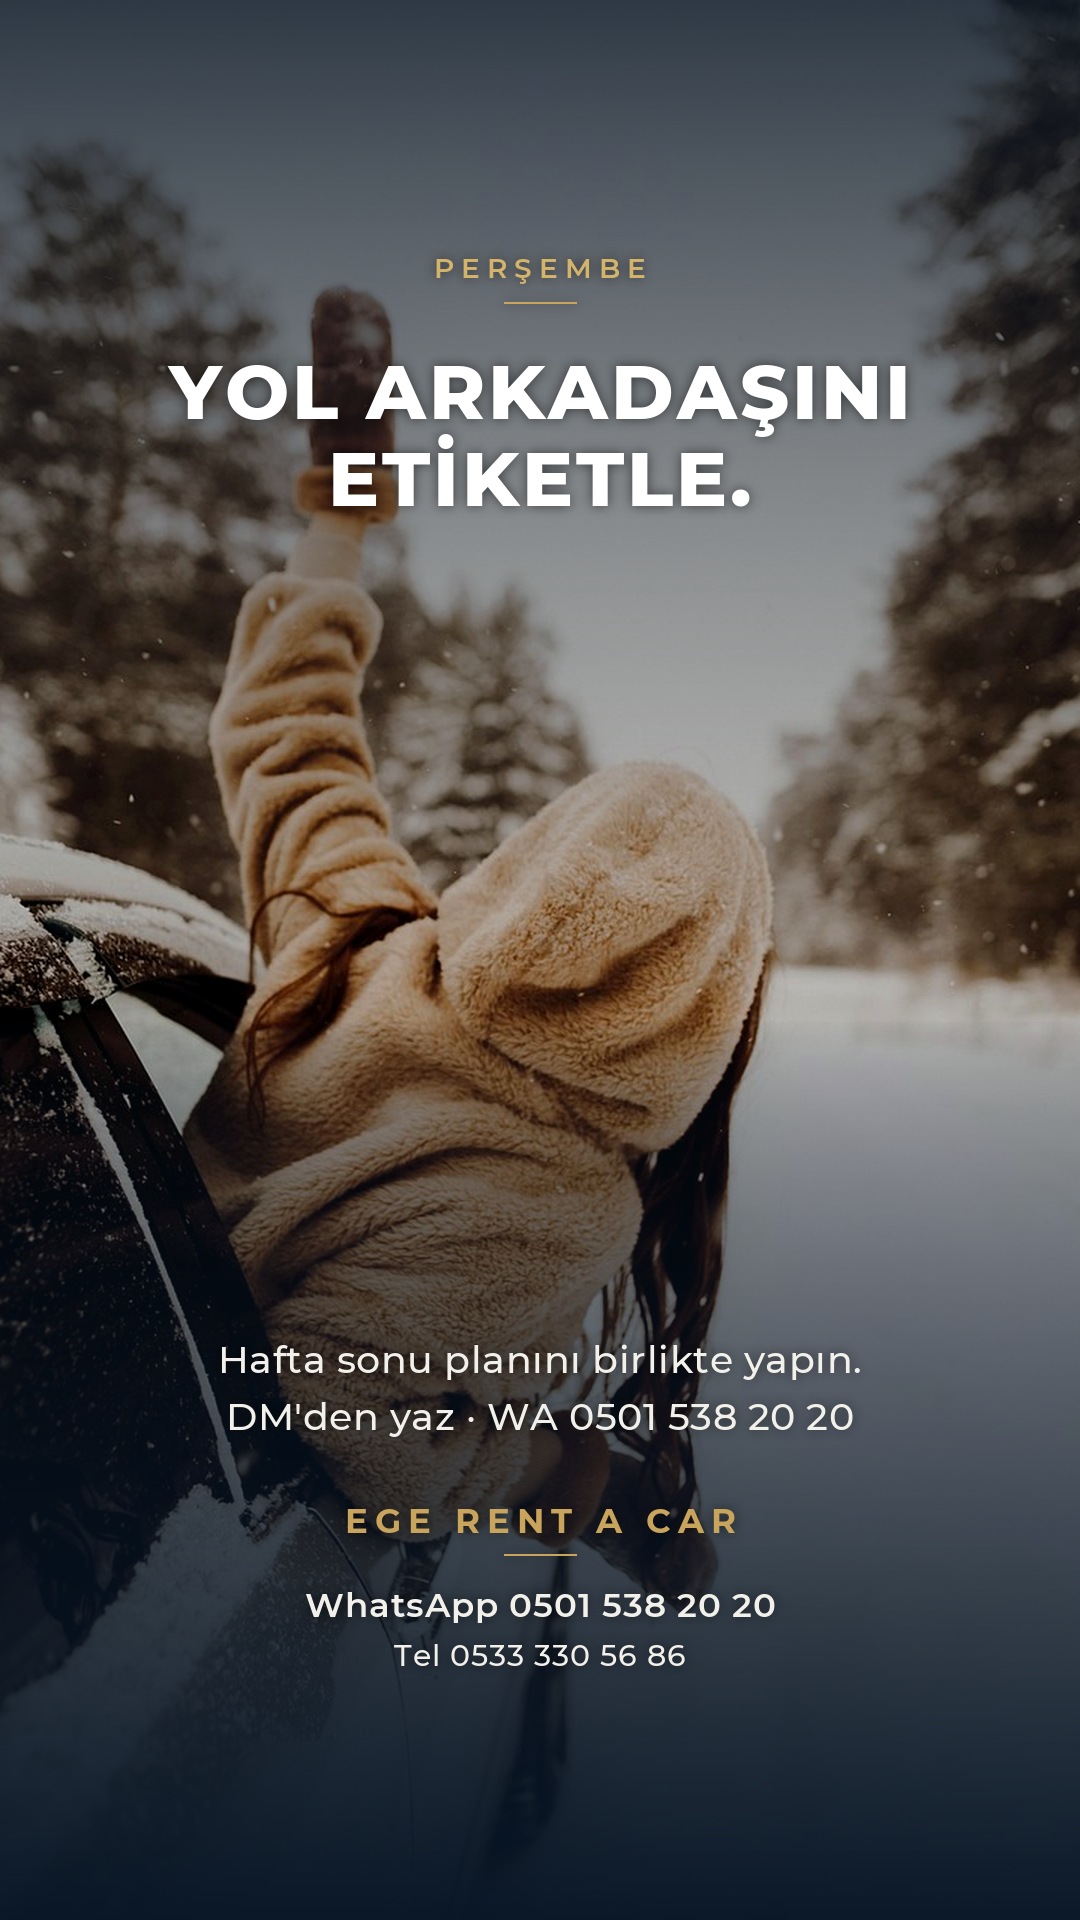 PERŞEMBE
YOL ARKADAŞINI
ETİKETLE.
Hafta sonu planını birlikte yapın.
DM'den yaz · WA 0501 538 20 20
EGE RENT A CAR
WhatsApp 0501 538 20 20
Tel 0533 330 56 86